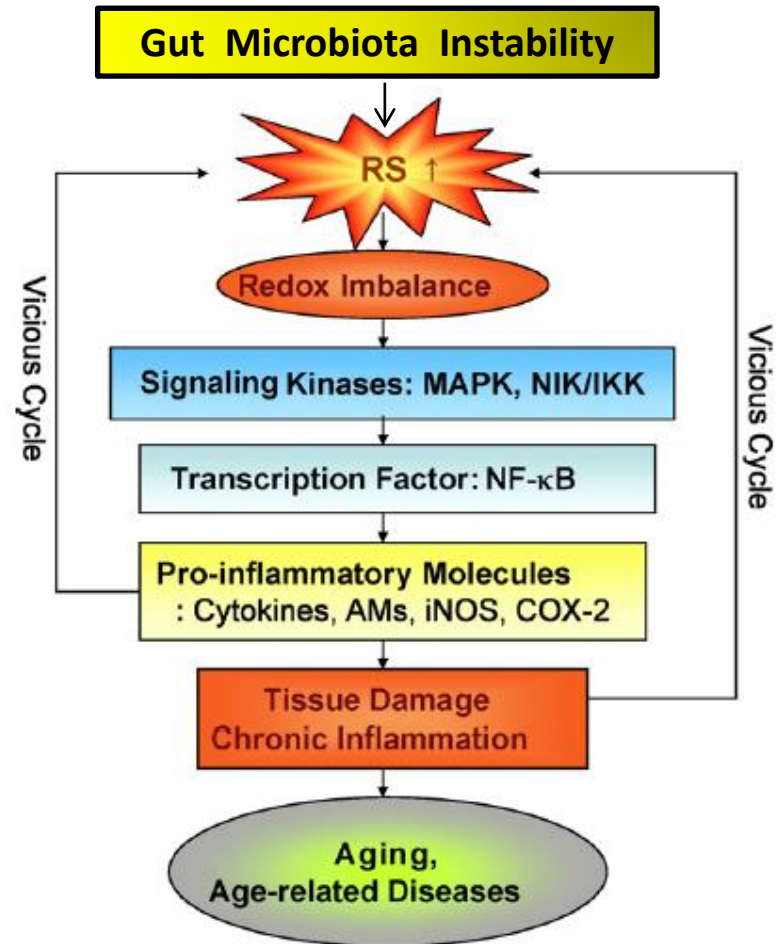 Gut Microbiota Instability
RS ↑
Redox Imbalance
Signaling Kinases: MAPK, NIK/IKK
Transcription Factor: NF-κB
Pro-inflammatory Molecules
: Cytokines, AMs, iNOS, COX-2
Tissue Damage
Chronic Inflammation
Aging,
Age-related Diseases
Vicious Cycle
Vicious Cycle